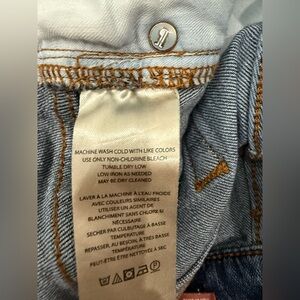 MACHINE WASH COLD WITH LIKE COLORS
USE ONLY NON-CHLORINE BLEACH
TUMBLE DRY LOW
LOW IRON AS NEEDED
MAY BE DRY CLEANED
LAVER À LA MACHINE À L'EAU FROIDE
AVEC COULEURS SIMILAIRES
UTILISER UN AGENT DE
BLANCHIMENT SANS CHLORE SI
NÉCESSAIRE
SÉCHER PAR CULBUTAGE À BASSE
TEMPÉRATURE
REPASSER, AU BESOIN, À TRÈS BASSE
TEMPÉRATURE
PEUT-ÊTRE ÊTRE NETTOYÉ À SEC